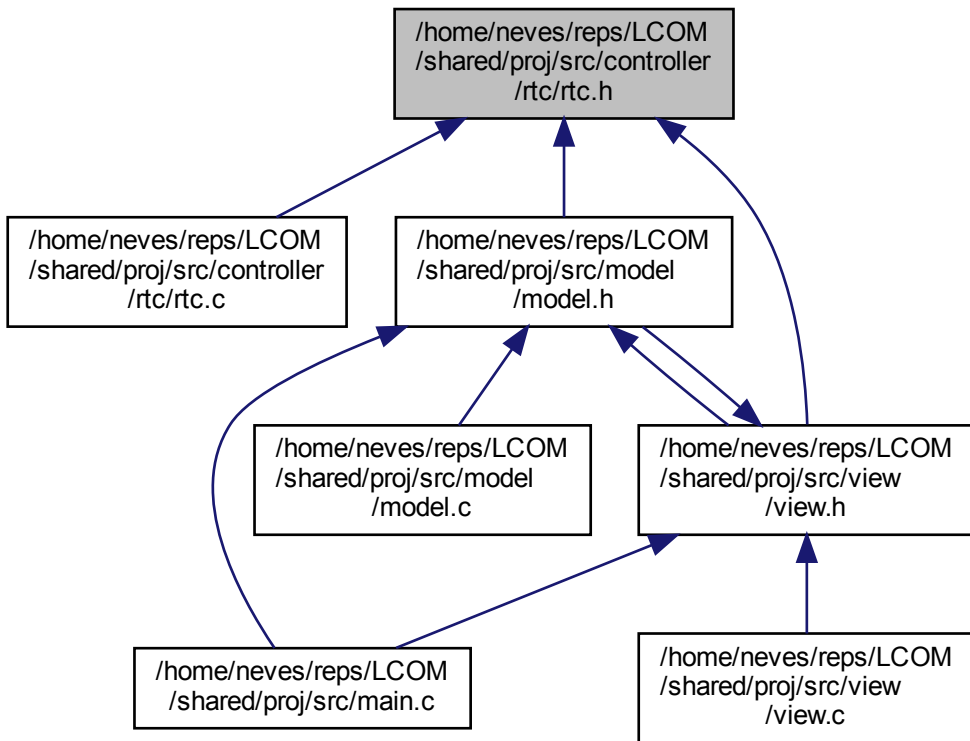 /home/neves/reps/LCOM
/shared/proj/src/controller
/rtc/rtc.h
/home/neves/reps/LCOM
/shared/proj/src/controller
/rtc/rtc.c
/home/neves/reps/LCOM
/shared/proj/src/model
/model.h
/home/neves/reps/LCOM
/shared/proj/src/model
/model.c
/home/neves/reps/LCOM
/shared/proj/src/view
/view.h
/home/neves/reps/LCOM
/shared/proj/src/main.c
/home/neves/reps/LCOM
/shared/proj/src/view
/view.c